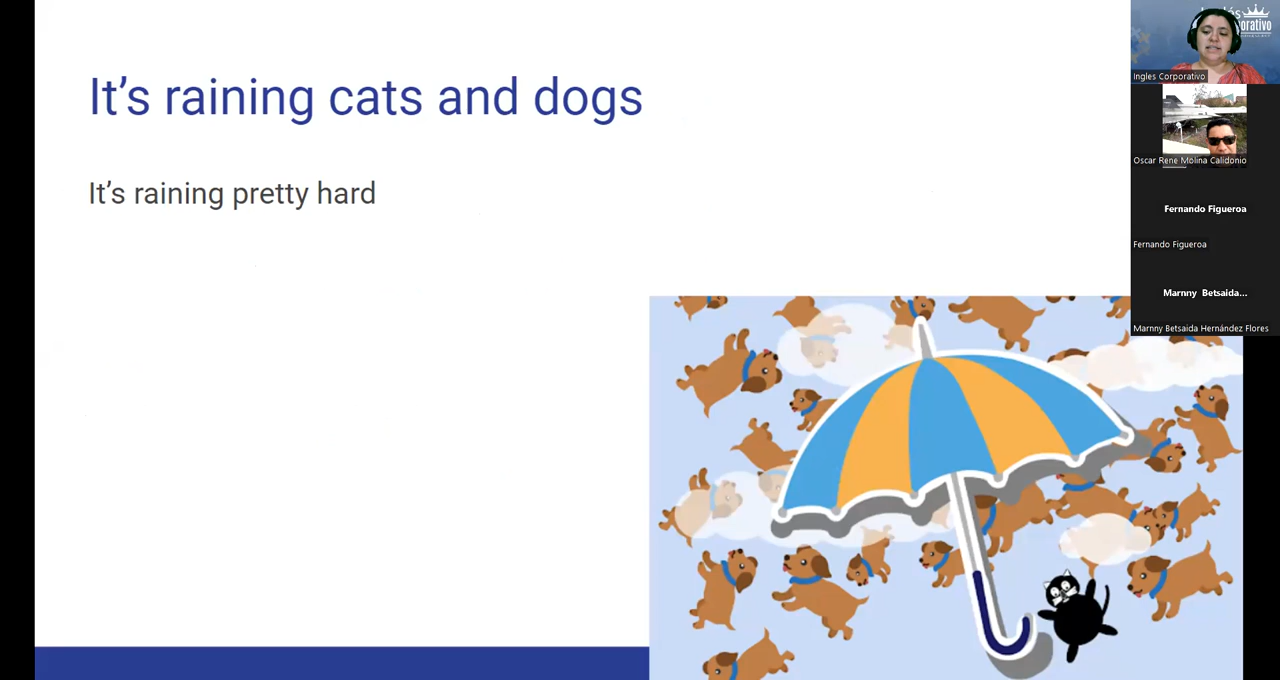 It's raining cats and dogs
It's raining pretty hard
Ingles Corporativo
Oscar Rene Molina Calidonio
Fernando Figueroa
Fernando Figueroa
Marnny Betsaida...
Marnny Betsaida Hernández Flores